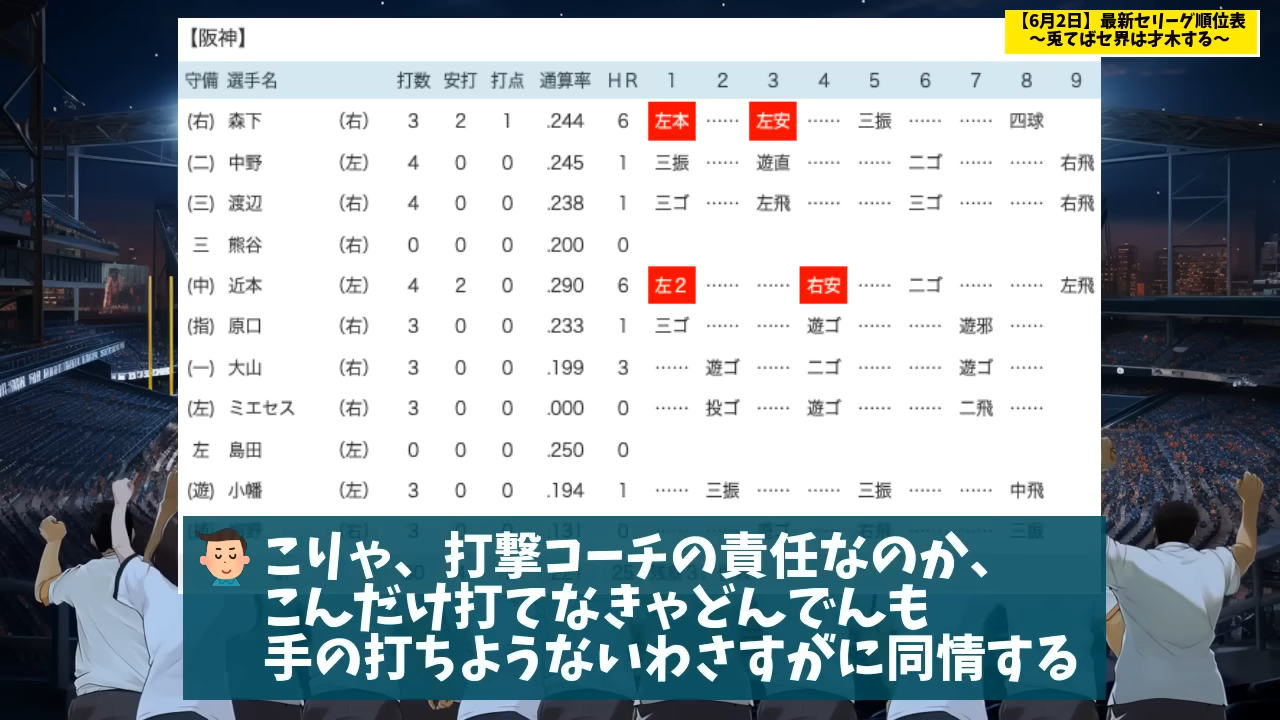 【6月2日】最新セリーグ順位表
〜兎てばセ界は才木する〜
【阪神】
守備 選手名 打数 安打 打点 通算率 HR 1 2 3 4 5 6 7 8 9
(右) 森下 (右) 3 2 1 .244 6 左本 …… 左安 …… 三振 …… …… 四球
(二) 中野 (左) 4 0 0 .245 1 三振 …… 遊直 …… …… 二ゴ …… …… 右飛
(三) 渡辺 (右) 4 0 0 .238 1 三ゴ …… 左飛 …… …… 三ゴ …… …… 右飛
三 熊谷 (右) 0 0 0 .200 0
(中) 近本 (左) 4 2 0 .290 6 左2 …… …… 右安 …… 二ゴ …… …… 左飛
(指) 原口 (右) 3 0 0 .233 1 三ゴ …… …… 遊ゴ …… …… 遊邪 ……
(一) 大山 (右) 3 0 0 .199 3 …… 遊ゴ …… 二ゴ …… …… 遊ゴ ……
(左) ミエセス (右) 3 0 0 .000 0 …… 投ゴ …… 遊ゴ …… …… 二飛 ……
左 島田 (左) 0 0 0 .250 0
(遊) 小幡 (左) 3 0 0 .194 1 …… 三振 …… …… 三振 …… …… 中飛
(右) 3 0 0 .131 0 三振
こりゃ、打撃コーチの責任なのか、
こんだけ打てなきゃどんでんも
手の打ちようないわさすがに同情する